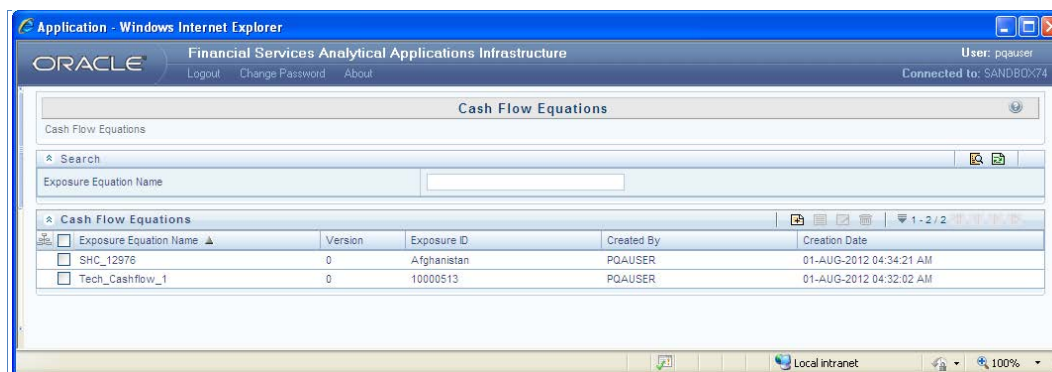 Application - Windows Internet Explorer
ORACLE
Financial Services Analytical Applications Infrastructure
User: pqauser
Logout Change Password About
Connected to: SANDBOX74
Cash Flow Equations
Cash Flow Equations
Search
Exposure Equation Name
Cash Flow Equations
1 - 2 / 2
Exposure Equation Name Version Exposure ID Created By Creation Date
SHC_12976 0 Afghanistan PQAUSER 01-AUG-2012 04:34:21 AM
Tech_Cashflow_1 0 10000513 PQAUSER 01-AUG-2012 04:32:02 AM
Local intranet
100%